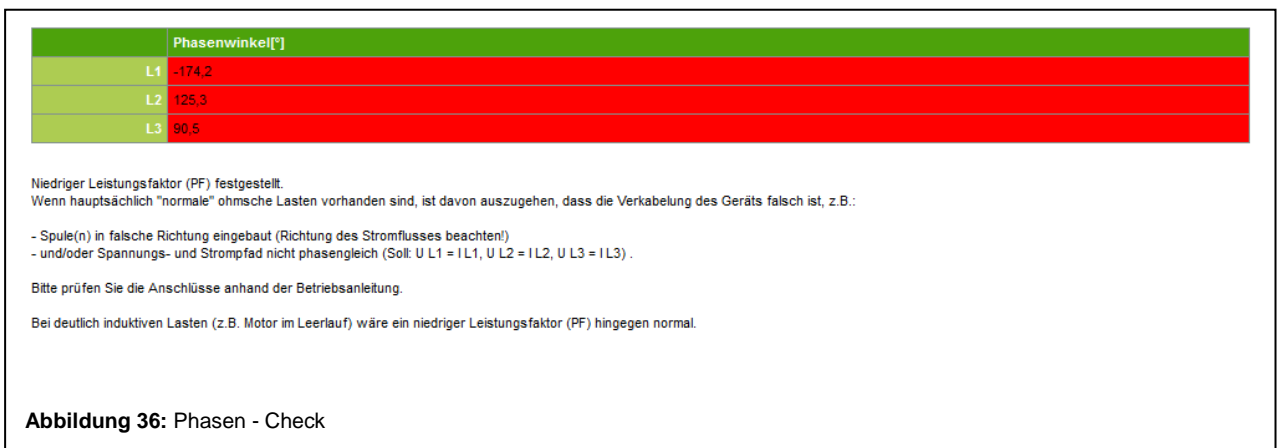 Phasenwinkel[°]
L1 -174,2
L2 125,3
L3 90,5
Niedriger Leistungsfaktor (PF) festgestellt.
Wenn hauptsächlich "normale" ohmsche Lasten vorhanden sind, ist davon auszugehen, dass die Verkabelung des Geräts falsch ist, z.B.:
- Spule(n) in falsche Richtung eingebaut (Richtung des Stromflusses beachten!)
- und/oder Spannungs- und Strompfad nicht phasengleich (Soll: U L1 = I L1, U L2 = I L2, U L3 = I L3) .
Bitte prüfen Sie die Anschlüsse anhand der Betriebsanleitung.
Bei deutlich induktiven Lasten (z.B. Motor im Leerlauf) wäre ein niedriger Leistungsfaktor (PF) hingegen normal.
Abbildung 36: Phasen - Check